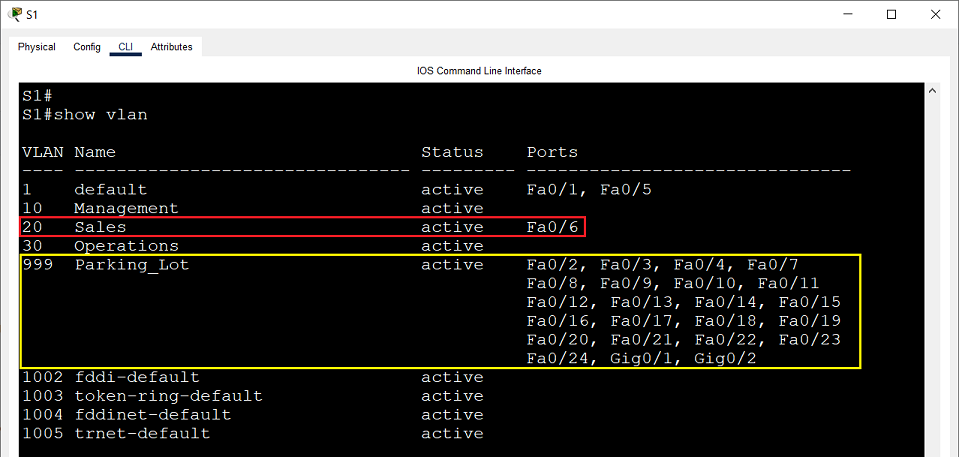 S1
Physical Config CLI Attributes
IOS Command Line Interface
S1#
S1#show vlan
VLAN Name Status Ports
---- -------------------------------- --------- -------------------------------
1 default active Fa0/1, Fa0/5
10 Management active
20 Sales active Fa0/6
30 Operations active
999 Parking_Lot active Fa0/2, Fa0/3, Fa0/4, Fa0/7
Fa0/8, Fa0/9, Fa0/10, Fa0/11
Fa0/12, Fa0/13, Fa0/14, Fa0/15
Fa0/16, Fa0/17, Fa0/18, Fa0/19
Fa0/20, Fa0/21, Fa0/22, Fa0/23
Fa0/24, Gig0/1, Gig0/2
1002 fddi-default active
1003 token-ring-default active
1004 fddinet-default active
1005 trnet-default active